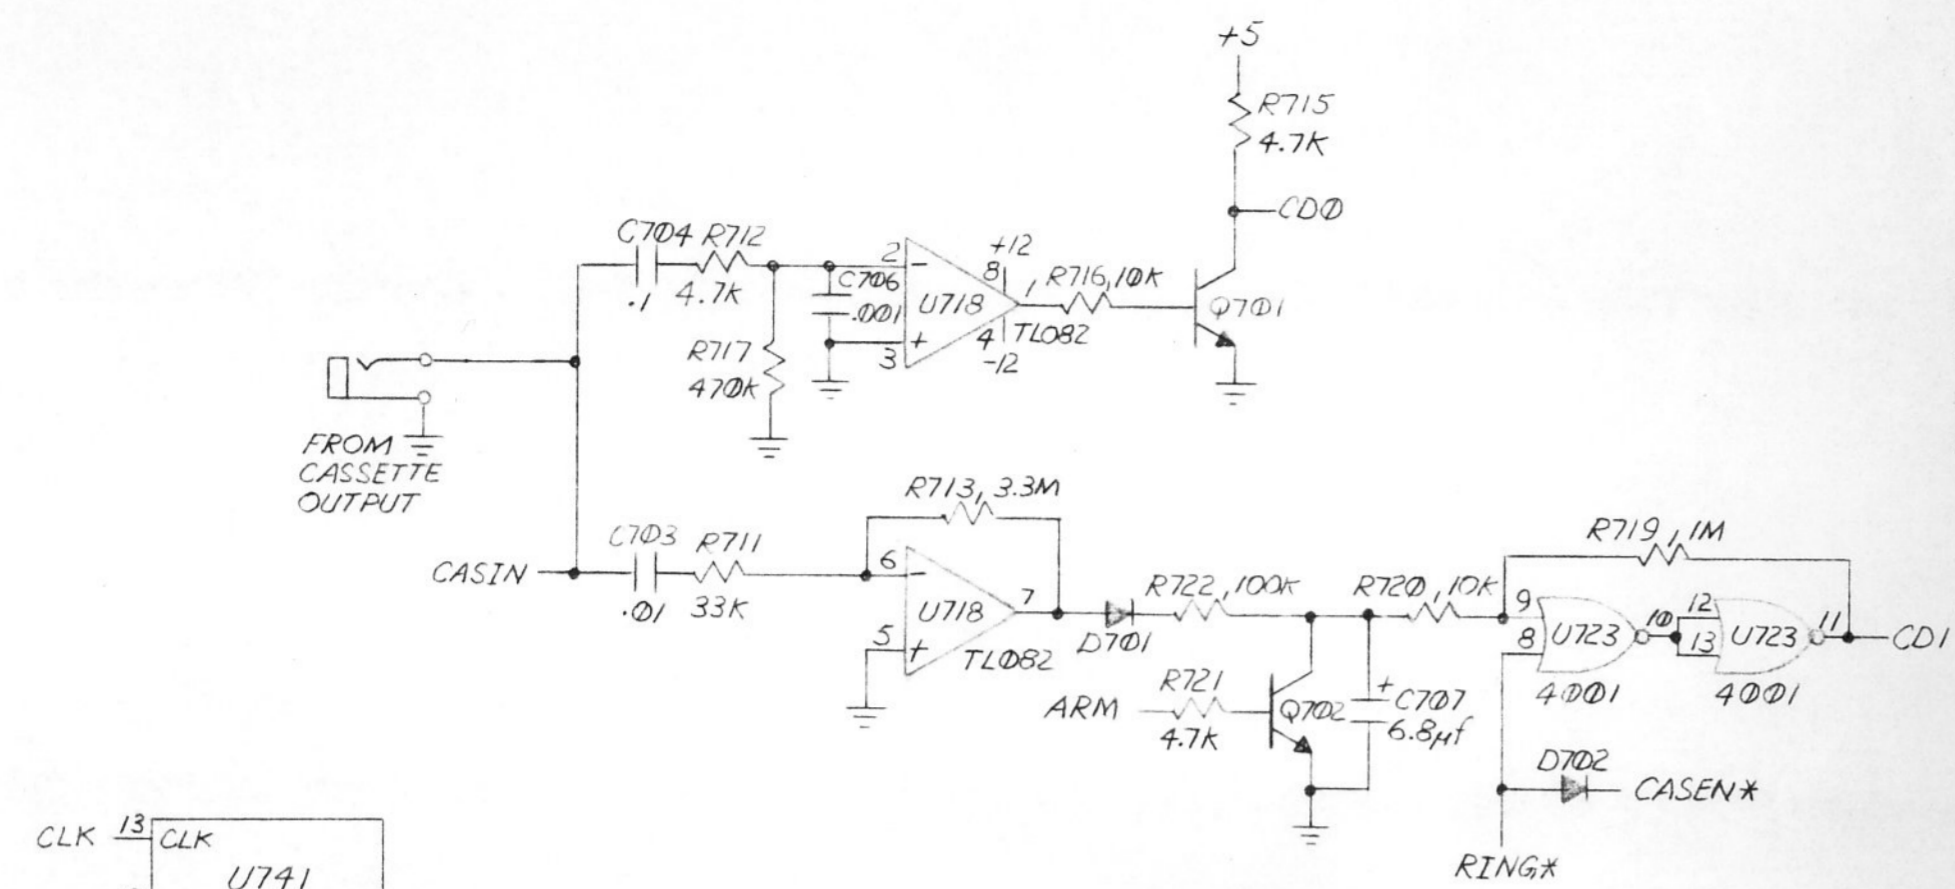 +5
R715
4.7K
CDØ
C7Ø4 R712
.1 4.7K
2
-
+12
8
C7Ø6
.ØØ1
U718
1
R716, 1ØK
Q7Ø1
3
+
4
TLO82
-12
R717
47ØK
FROM
CASSETTE
OUTPUT
R713, 3.3M
CASIN
C7Ø3 R711
.Ø1 33K
6
-
U718
7
5
+
TLØ82
D7Ø1
R722, 1ØØK
R72Ø, 1ØK
R719, 1M
9
8
U723
1Ø
12
13
U723
11
CD1
4ØØ1
4ØØ1
ARM
R721
4.7K
Q7Ø2
+
C7Ø7
6.8µf
D7Ø2
CASEN*
RING*
CLK 13 CLK
U741